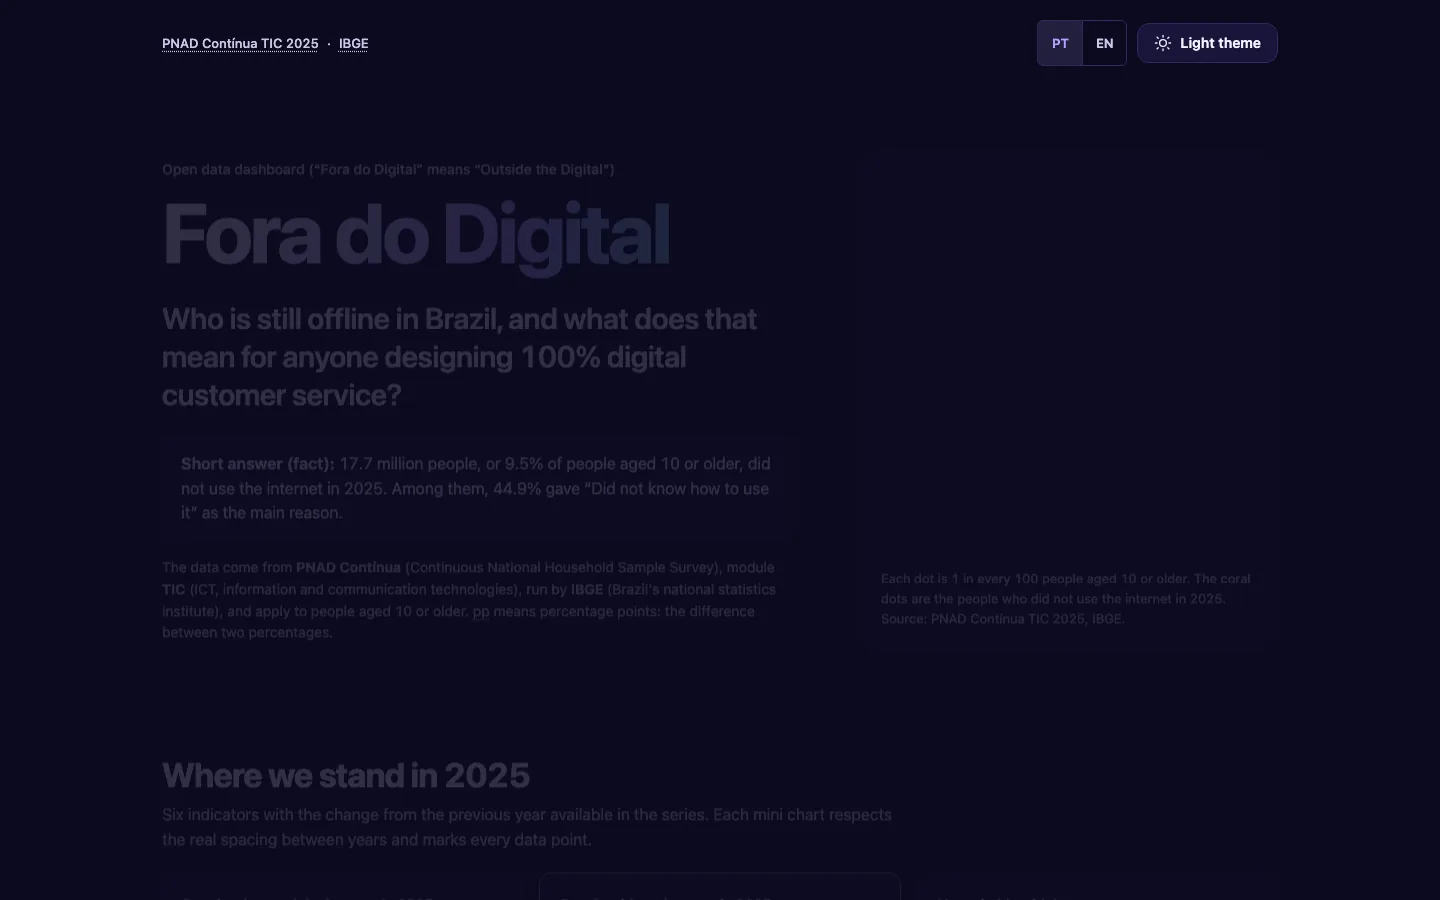 PNAD Contínua TIC 2025 · IBGE
PT EN
Light theme
Open data dashboard (“Fora do Digital” means “Outside the Digital”)
Fora do Digital
Who is still offline in Brazil, and what does that
mean for anyone designing 100% digital
customer service?
Short answer (fact): 17.7 million people, or 9.5% of people aged 10 or older, did
not use the internet in 2025. Among them, 44.9% gave “Did not know how to use
it” as the main reason.
The data come from PNAD Contínua (Continuous National Household Sample Survey), module
TIC (ICT, information and communication technologies), run by IBGE (Brazil's national statistics
institute), and apply to people aged 10 or older. pp means percentage points: the difference
between two percentages.
Each dot is 1 in every 100 people aged 10 or older. The coral
dots are the people who did not use the internet in 2025.
Source: PNAD Contínua TIC 2025, IBGE.
Where we stand in 2025
Six indicators with the change from the previous year available in the series. Each mini chart respects
the real spacing between years and marks every data point.